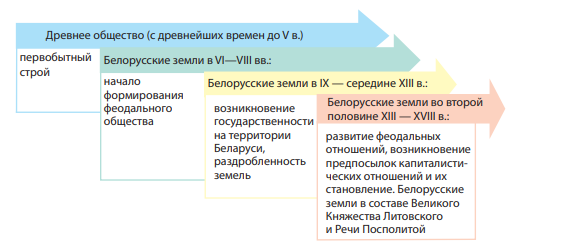 Древнее общество (с древнейших времен до V в.)
первобытный
строй
Белорусские земли в VI—VIII вв.:
начало
формирования
феодального
общества
Белорусские земли в IX — середине XIII в.:
возникновение
государственности
на территории
Беларуси,
раздробленность
земель
Белорусские земли во второй
половине XIII — XVIII в.:
развитие феодальных
отношений, возникновение
предпосылок капиталисти-
ческих отношений и их
становление. Белорусские
земли в составе Великого
Княжества Литовского
и Речи Посполитой